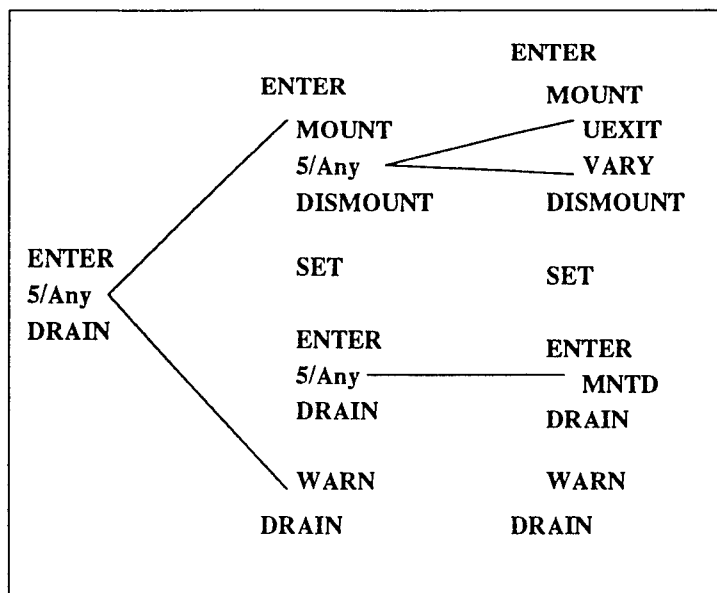 ENTER
5/Any
DRAIN
ENTER
MOUNT
5/Any
DISMOUNT
SET
ENTER
5/Any
DRAIN
WARN
DRAIN
ENTER
MOUNT
UEXIT
VARY
DISMOUNT
SET
ENTER
MNTD
DRAIN
WARN
DRAIN